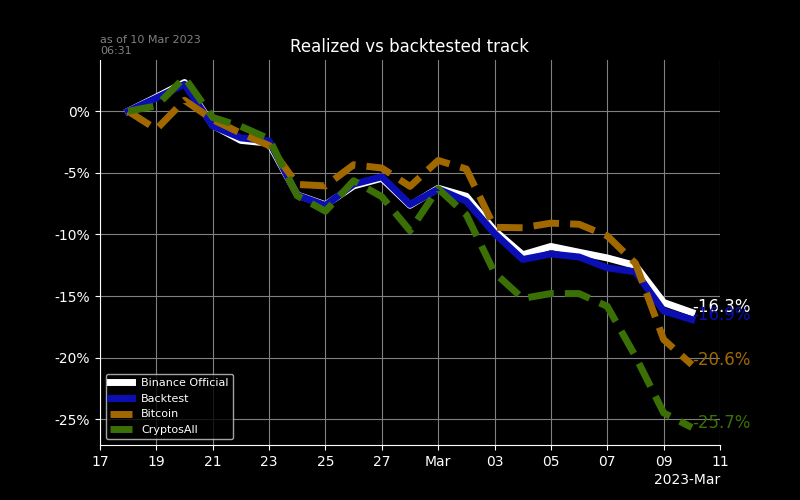 as of 10 Mar 2023
06:31
Realized vs backtested track
0%
-5%
-10%
-15%
-20%
-25%
-16.3%
-16.9%
-20.6%
-25.7%
Binance Official
Backtest
Bitcoin
CryptosAll
17 19 21 23 25 27 Mar 03 05 07 09 11
2023-Mar